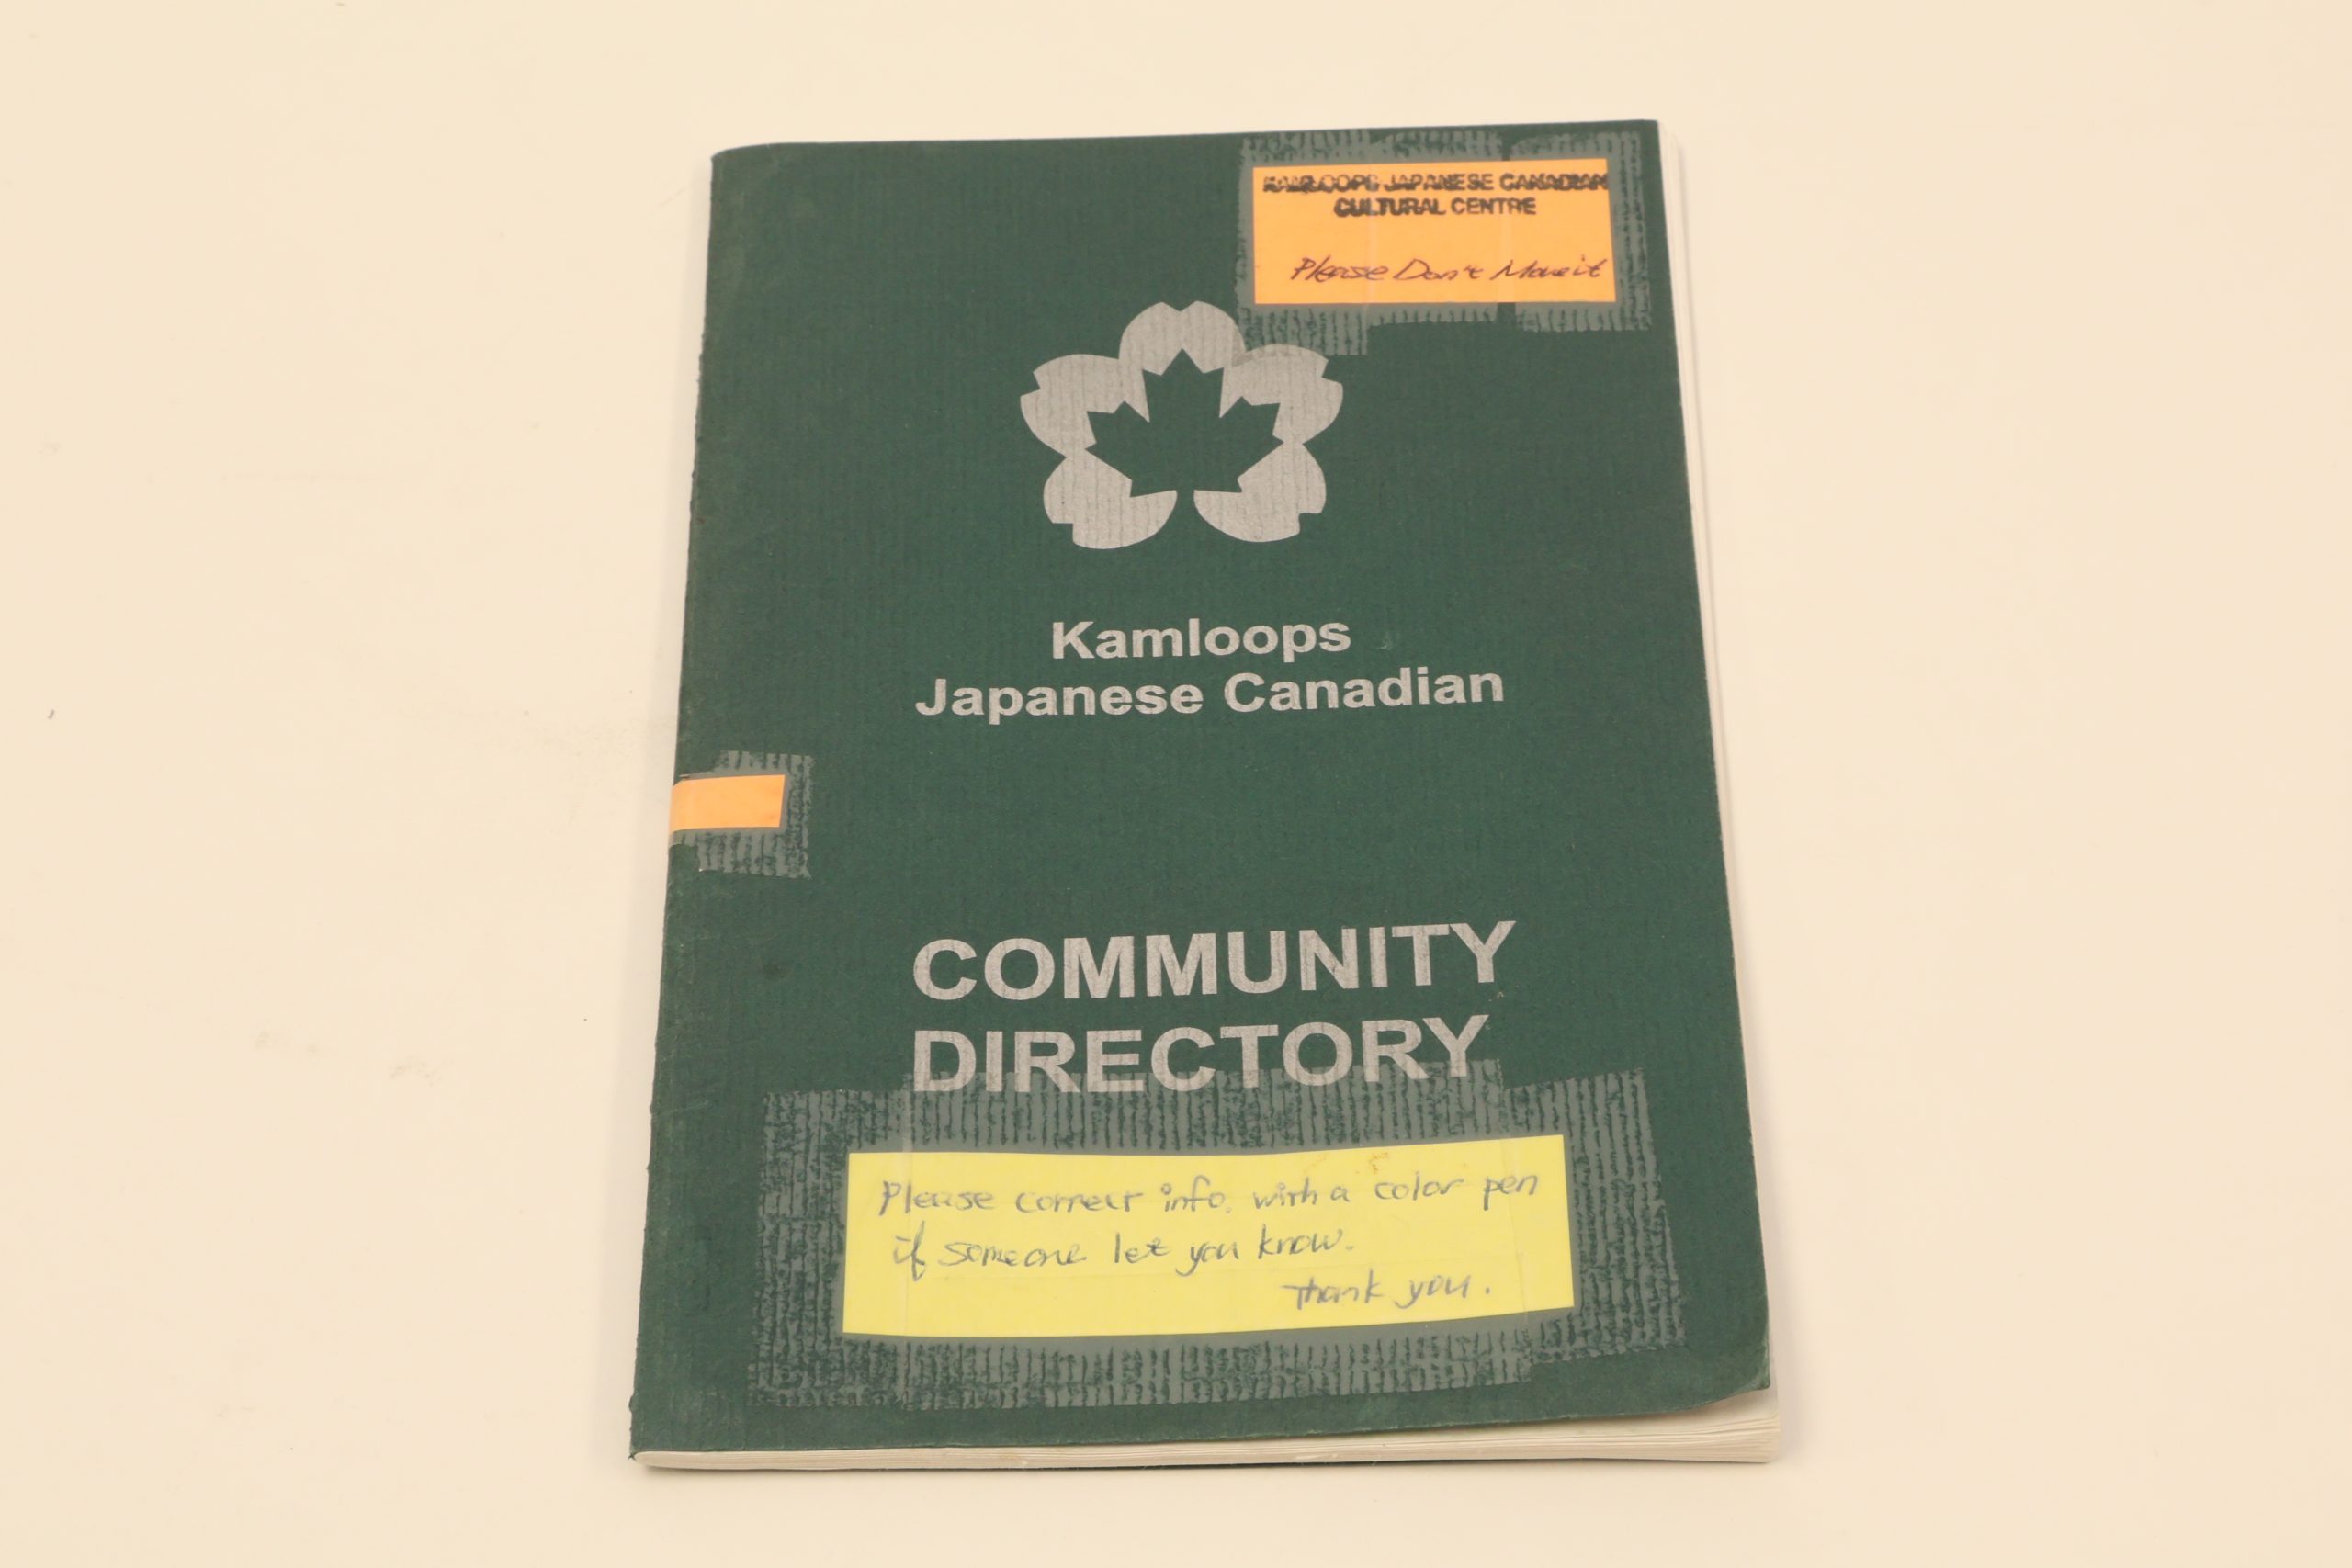 KAMLOOPS JAPANESE CANADIAN
CULTURAL CENTRE
Please Don't Move it
Kamloops
Japanese Canadian
COMMUNITY
DIRECTORY
Please correct info. with a color pen
if someone let you know.
Thank you.